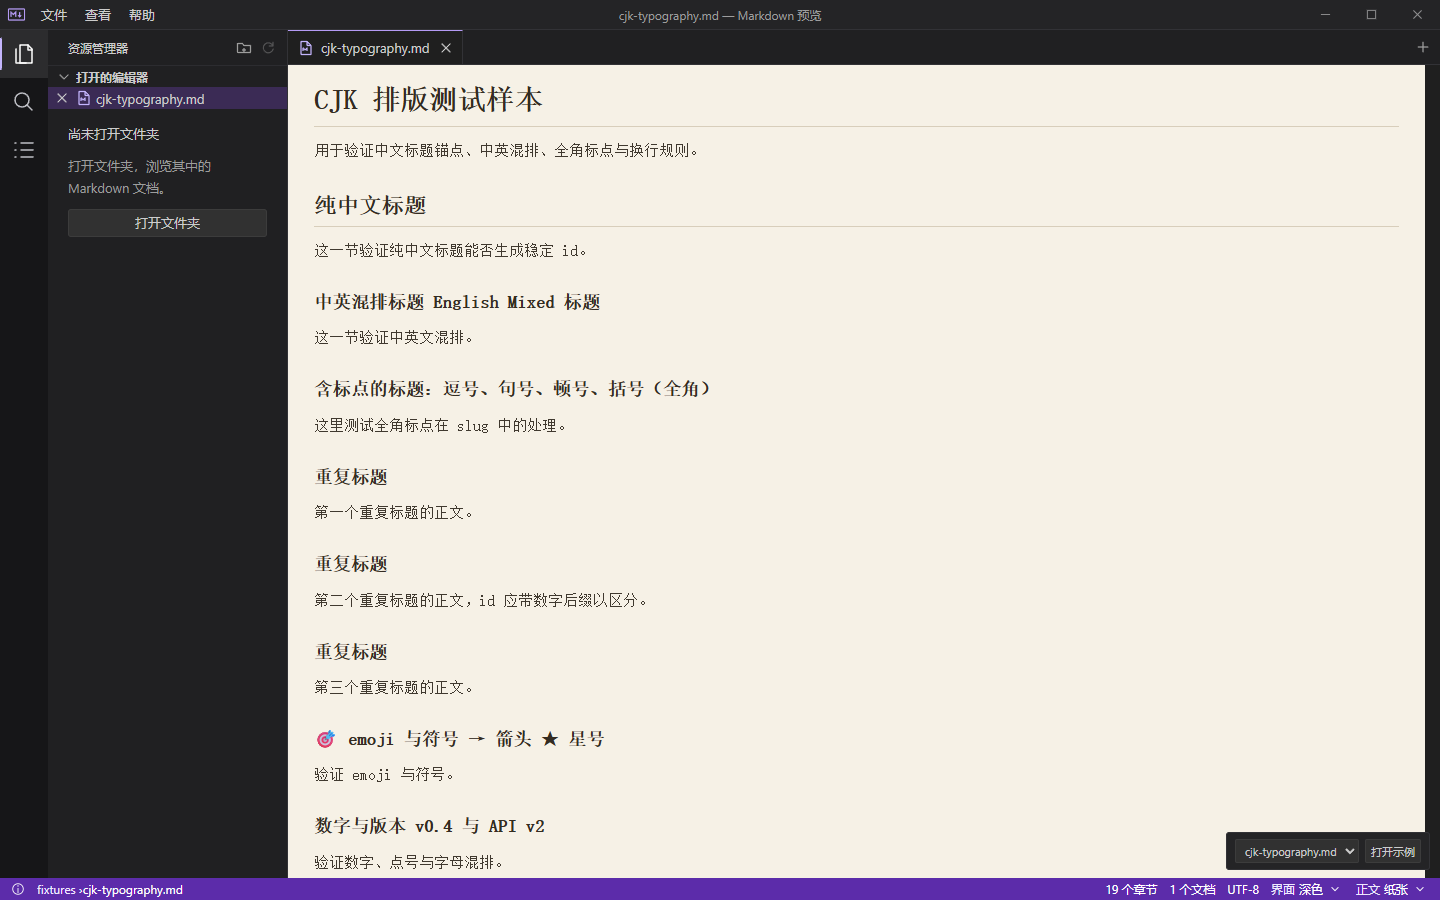 文件 查看 帮助
cjk-typography.md — Markdown 预览
资源管理器
cjk-typography.md
打开的编辑器
cjk-typography.md
尚未打开文件夹
打开文件夹，浏览其中的
Markdown 文档。
打开文件夹
CJK 排版测试样本
用于验证中文标题锚点、中英混排、全角标点与换行规则。
纯中文标题
这一节验证纯中文标题能否生成稳定 id。
中英混排标题 English Mixed 标题
这一节验证中英文混排。
含标点的标题：逗号、句号、顿号、括号（全角）
这里测试全角标点在 slug 中的处理。
重复标题
第一个重复标题的正文。
重复标题
第二个重复标题的正文，id 应带数字后缀以区分。
重复标题
第三个重复标题的正文。
🎯 emoji 与符号 → 箭头 ★ 星号
验证 emoji 与符号。
数字与版本 v0.4 与 API v2
验证数字、点号与字母混排。
cjk-typography.md 打开示例
fixtures ›cjk-typography.md
19 个章节 1 个文档 UTF-8 界面 深色 正文 纸张